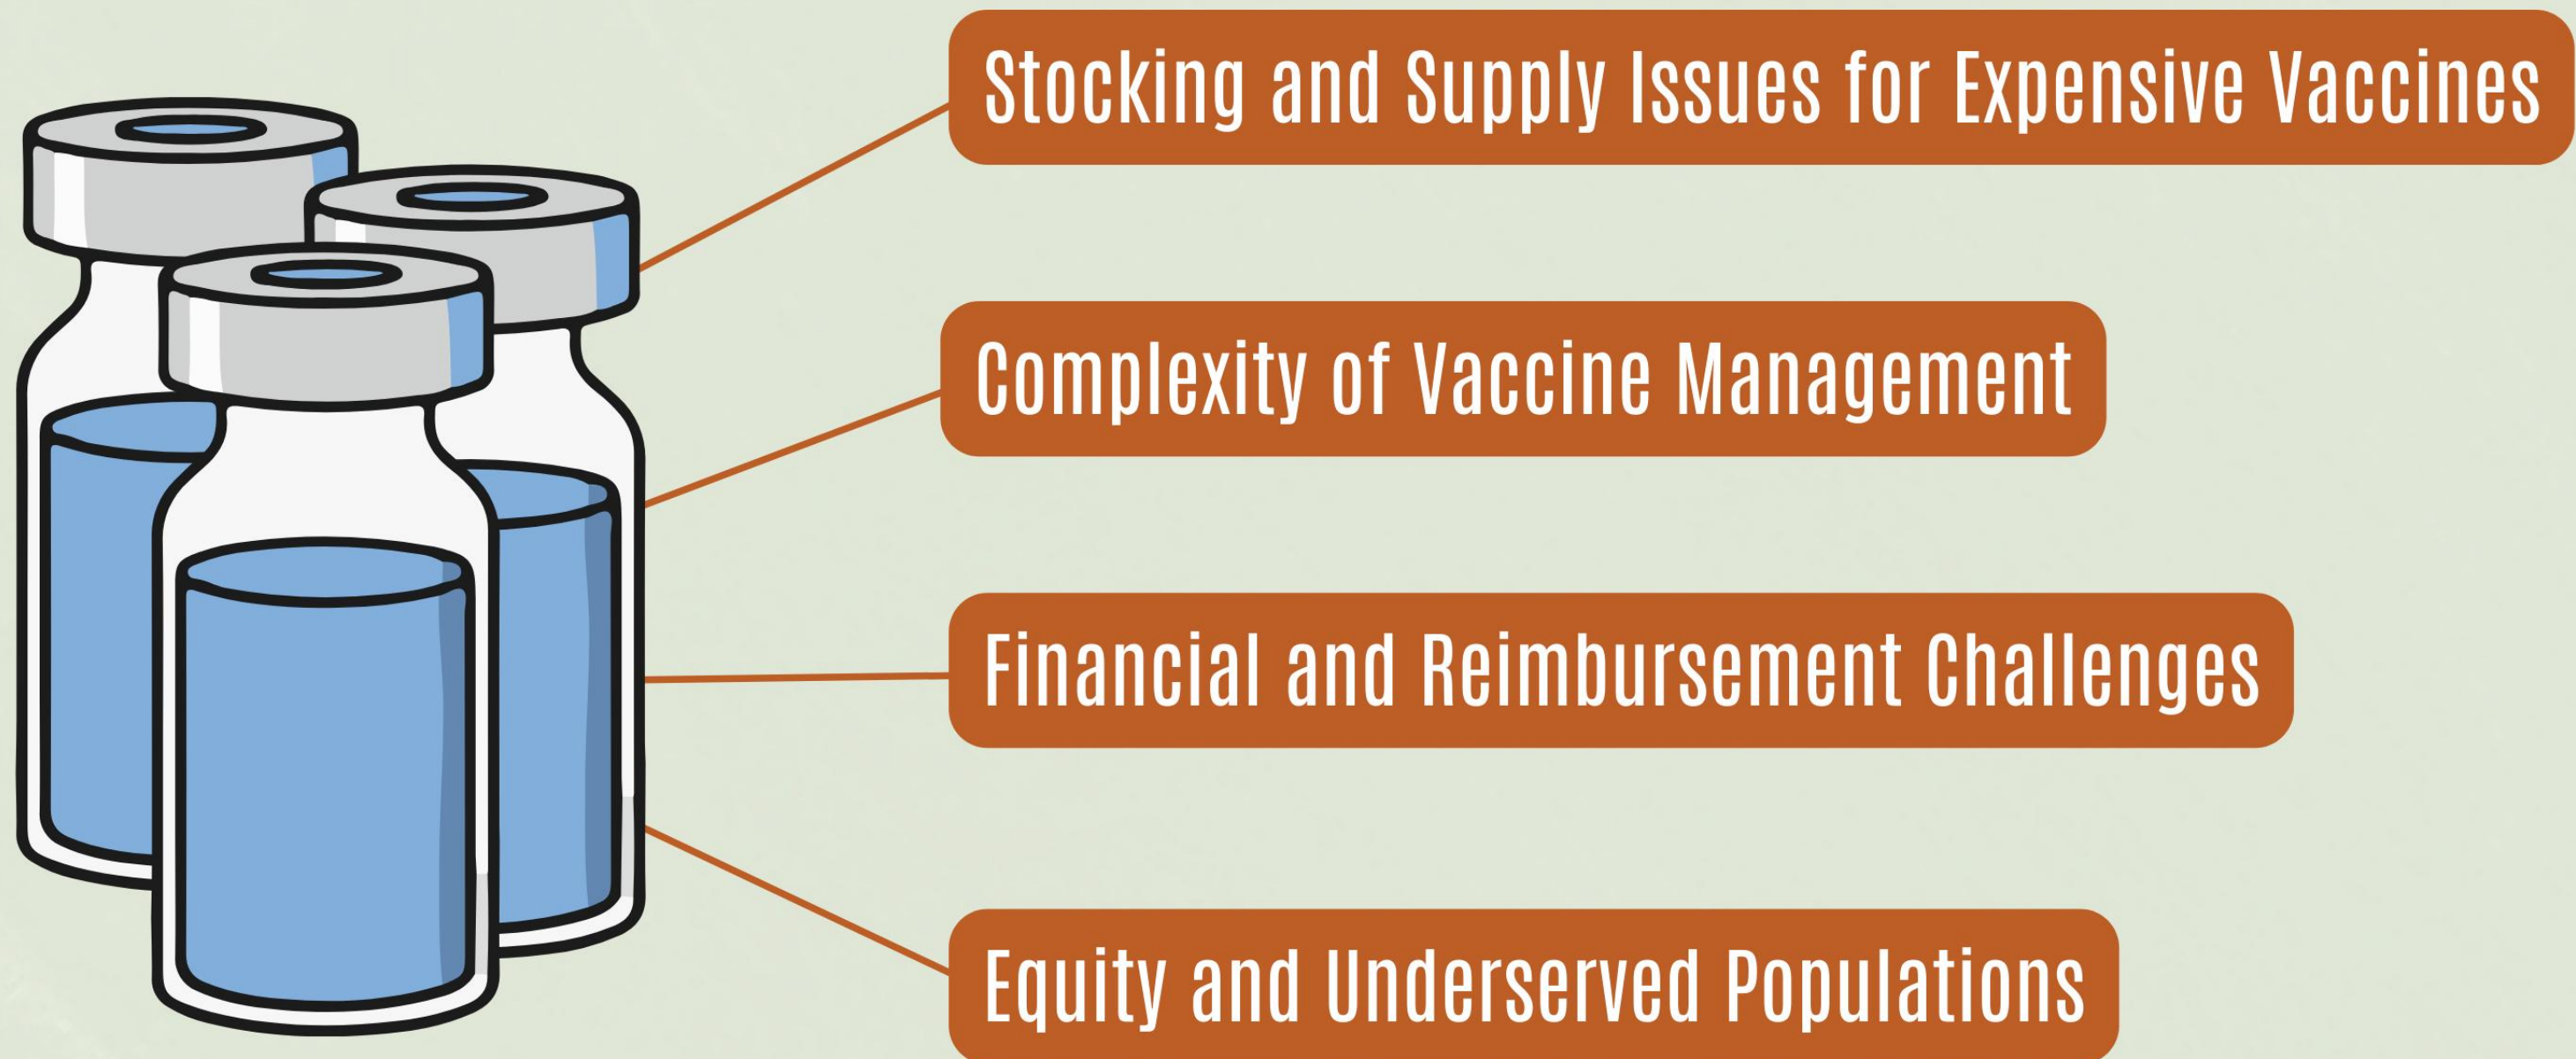 Stocking and Supply Issues for Expensive Vaccines
Complexity of Vaccine Management
Financial and Reimbursement Challenges
Equity and Underserved Populations